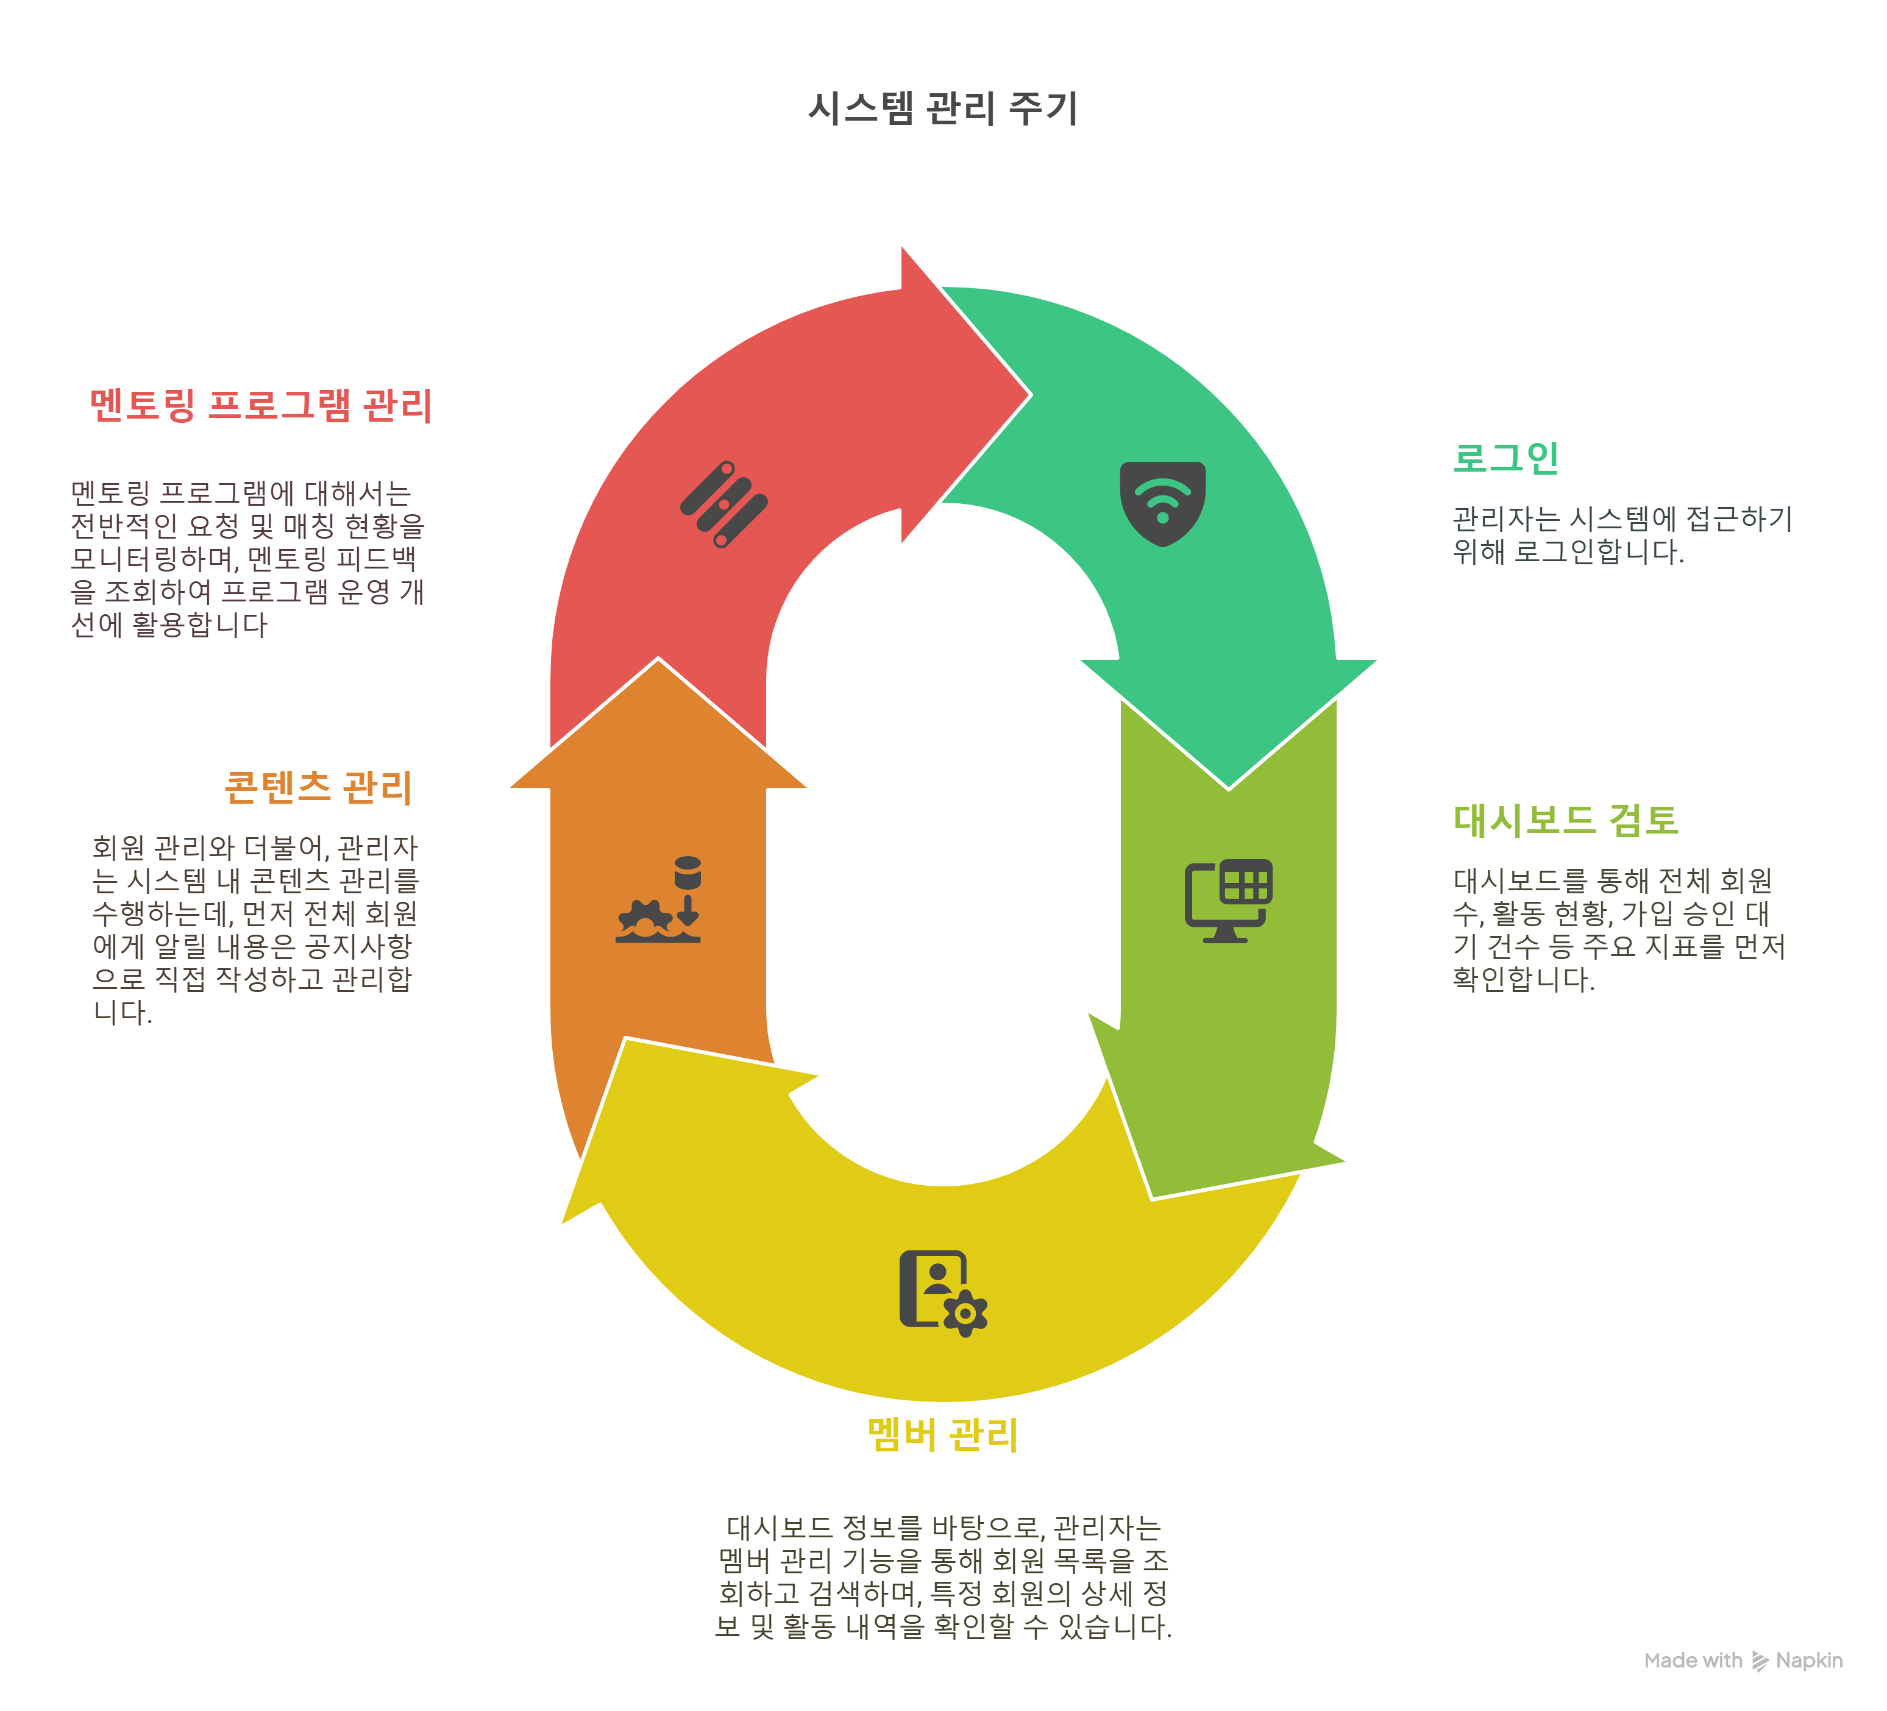 시스템 관리 주기
멘토링 프로그램 관리
멘토링 프로그램에 대해서는
전반적인 요청 및 매칭 현황을
모니터링하며, 멘토링 피드백
을 조회하여 프로그램 운영 개
선에 활용합니다
로그인
관리자는 시스템에 접근하기
위해 로그인합니다.
콘텐츠 관리
회원 관리와 더불어, 관리자
는 시스템 내 콘텐츠 관리를
수행하는데, 먼저 전체 회원
에게 알릴 내용은 공지사항
으로 직접 작성하고 관리합
니다.
대시보드 검토
대시보드를 통해 전체 회원
수, 활동 현황, 가입 승인 대
기 건수 등 주요 지표를 먼저
확인합니다.
멤버 관리
대시보드 정보를 바탕으로, 관리자는
멤버 관리 기능을 통해 회원 목록을 조
회하고 검색하며, 특정 회원의 상세 정
보 및 활동 내역을 확인할 수 있습니다.
Made with Napkin